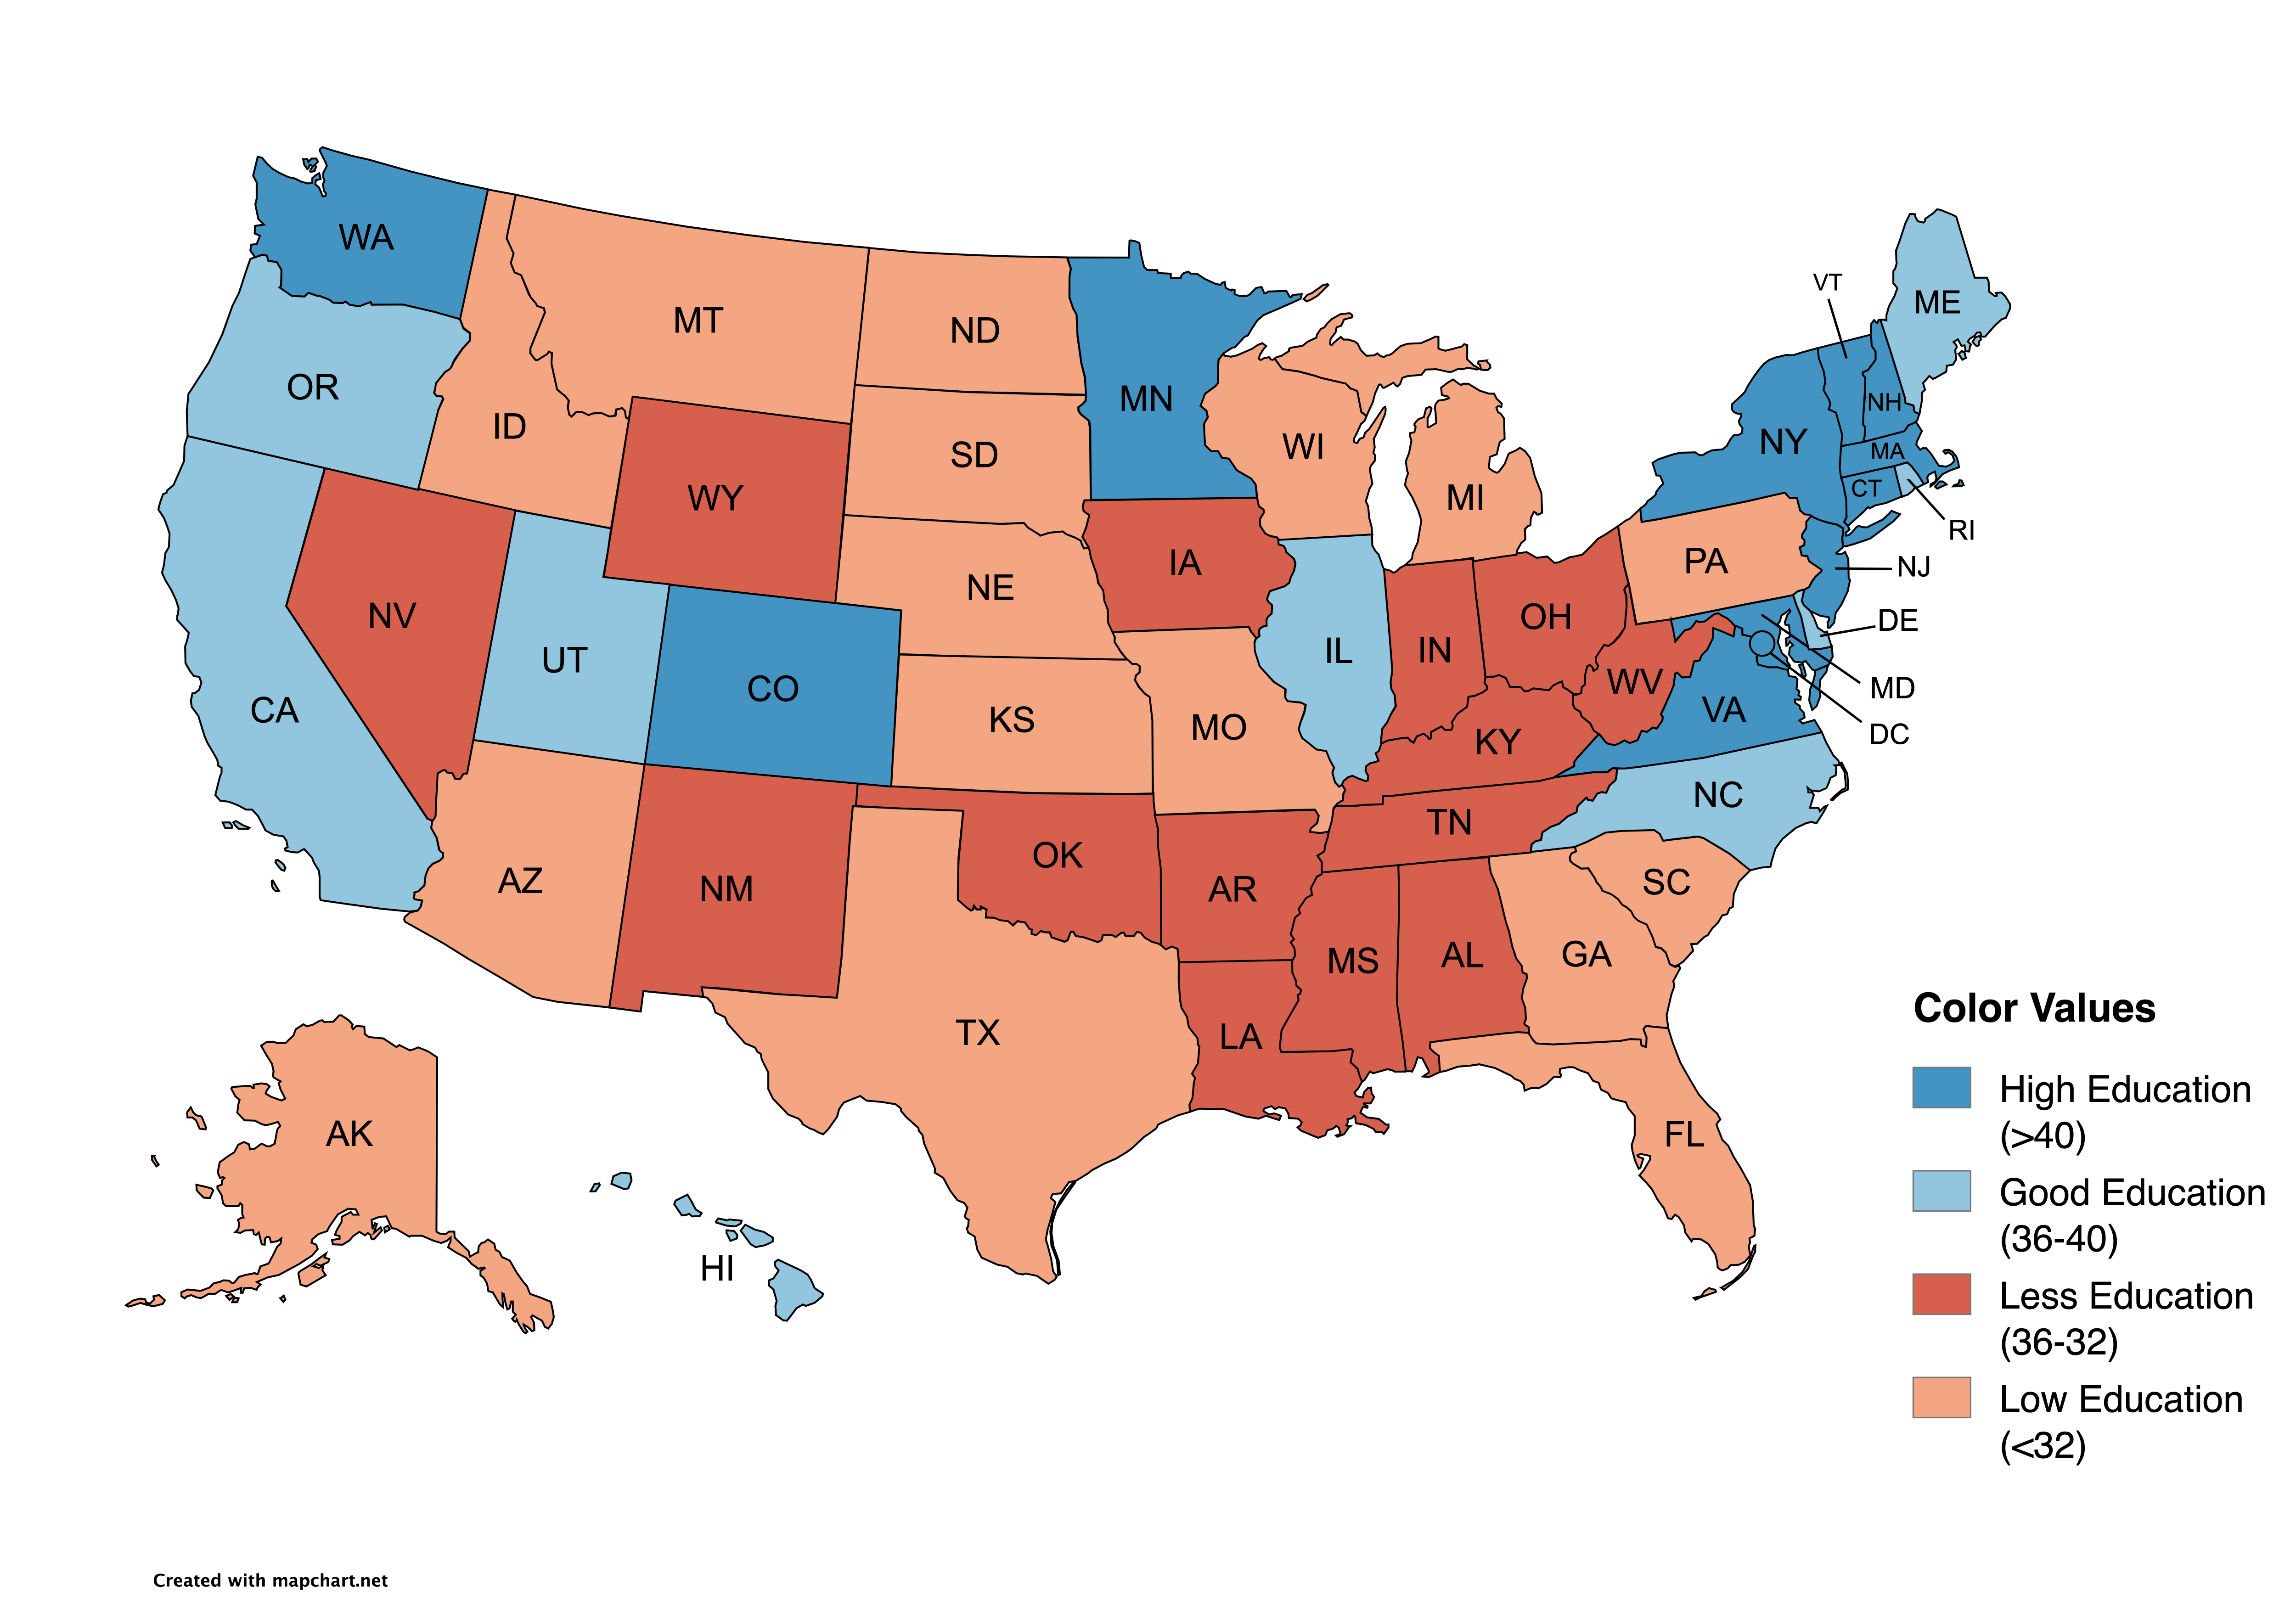 WA
MT
ND
MN
VT
ME
OR
ID
SD
WI
NH
NY
MA
WY
MI
CT
RI
IA
PA
NJ
NE
NV
OH
DE
UT
IL
IN
CO
WV
MD
CA
KS
MO
VA
KY
DC
NC
TN
OK
AZ
NM
AR
SC
MS
AL
GA
TX
LA
AK
FL
HI
Color Values
High Education
(>40)
Good Education
(36-40)
Less Education
(36-32)
Low Education
(<32)
Created with mapchart.net